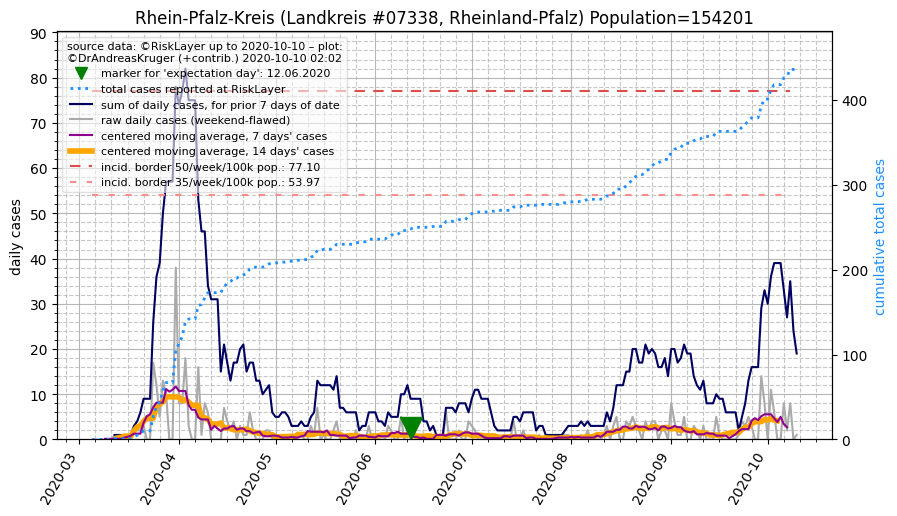 Rhein-Pfalz-Kreis (Landkreis #07338, Rheinland-Pfalz) Population=154201
source data: ©RiskLayer up to 2020-10-10 – plot:
©DrAndreasKruger (+contrib.) 2020-10-10 02:02
marker for 'expectation day': 12.06.2020
total cases reported at RiskLayer
sum of daily cases, for prior 7 days of date
raw daily cases (weekend-flawed)
centered moving average, 7 days' cases
centered moving average, 14 days' cases
incid. border 50/week/100k pop.: 77.10
incid. border 35/week/100k pop.: 53.97
daily cases
90
80
70
60
50
40
30
20
10
0
cumulative total cases
400
300
200
100
0
2020-03
2020-04
2020-05
2020-06
2020-07
2020-08
2020-09
2020-10